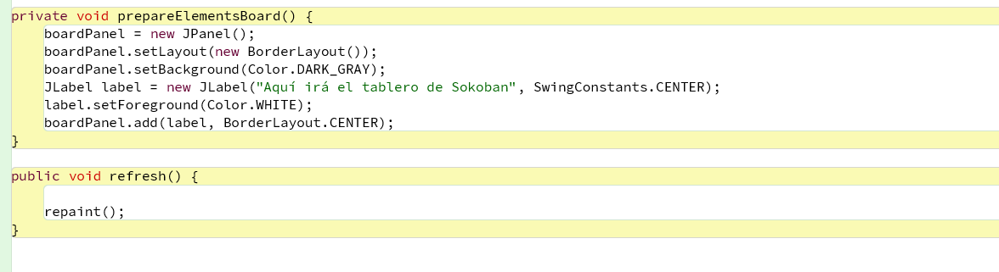 private void prepareElementsBoard() {
boardPanel = new JPanel();
boardPanel.setLayout(new BorderLayout());
boardPanel.setBackground(Color.DARK_GRAY);
JLabel label = new JLabel("Aquí irá el tablero de Sokoban", SwingConstants.CENTER);
label.setForeground(Color.WHITE);
boardPanel.add(label, BorderLayout.CENTER);
}
public void refresh() {
repaint();
}